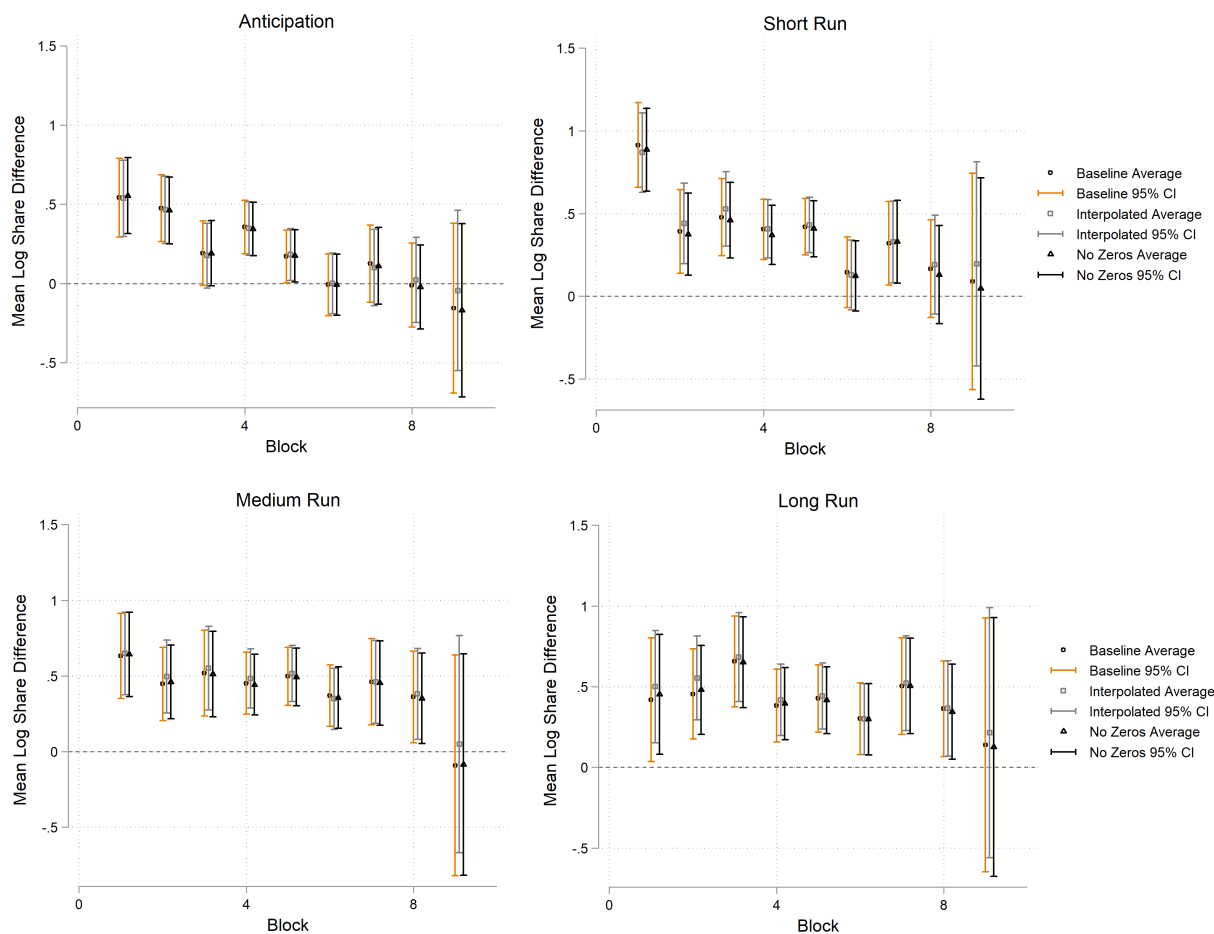 Anticipation
1.5
1
.5
0
-.5
Mean Log Share Difference
0
4
8
Block
Short Run
1.5
1
.5
0
-.5
Mean Log Share Difference
0
4
8
Block
Baseline Average
Baseline 95% CI
Interpolated Average
Interpolated 95% CI
No Zeros Average
No Zeros 95% CI
Medium Run
1.5
1
.5
0
-.5
Mean Log Share Difference
0
4
8
Block
Long Run
1.5
1
.5
0
-.5
Mean Log Share Difference
0
4
8
Block
Baseline Average
Baseline 95% CI
Interpolated Average
Interpolated 95% CI
No Zeros Average
No Zeros 95% CI